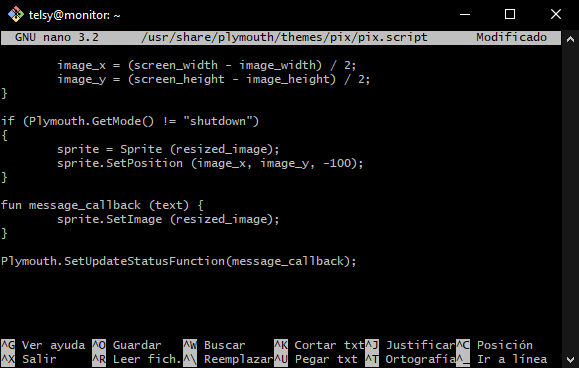 telsy@monitor: ~
GNU nano 3.2 /usr/share/plymouth/themes/pix/pix.script Modificado
image_x = (screen_width - image_width) / 2;
image_y = (screen_height - image_height) / 2;
}
if (Plymouth.GetMode() != "shutdown")
{
sprite = Sprite (resized_image);
sprite.SetPosition (image_x, image_y, -100);
}
fun message_callback (text) {
sprite.SetImage (resized_image);
}
Plymouth.SetUpdateStatusFunction(message_callback);
^G Ver ayuda ^O Guardar ^W Buscar ^K Cortar txt ^J Justificar ^C Posición
^X Salir ^R Leer fich. ^\ Reemplazar ^U Pegar txt ^T Ortografía ^_ Ir a línea